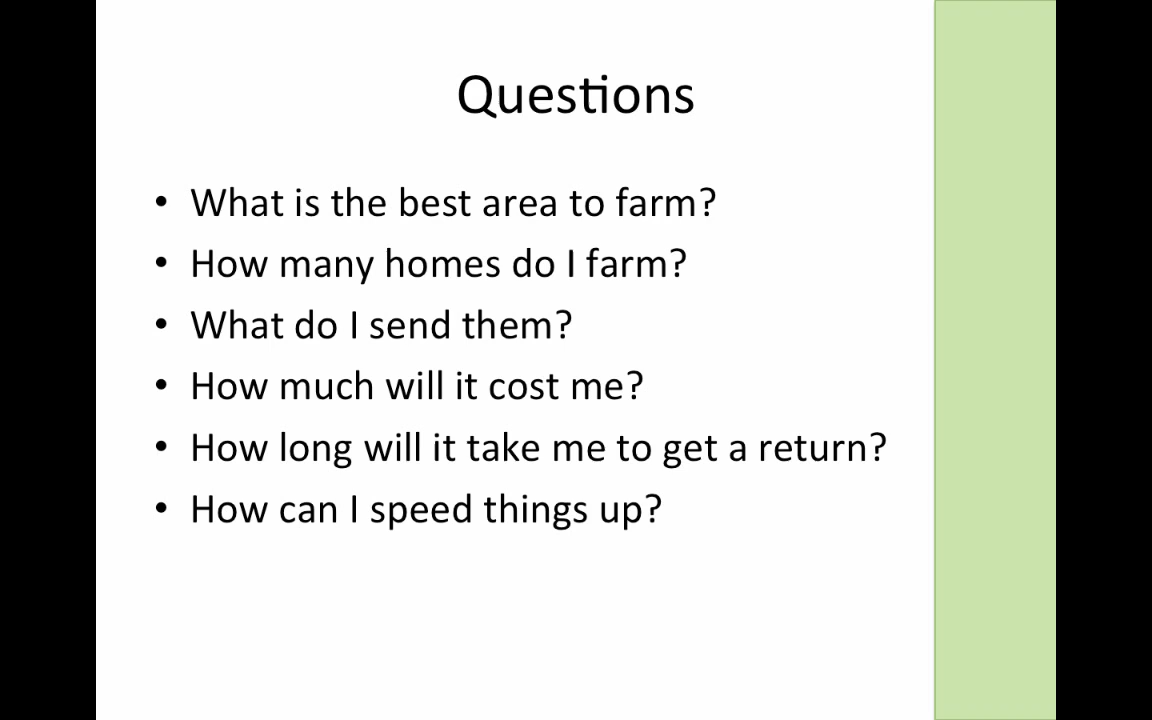 Questions
• What is the best area to farm?
• How many homes do I farm?
• What do I send them?
• How much will it cost me?
• How long will it take me to get a return?
• How can I speed things up?